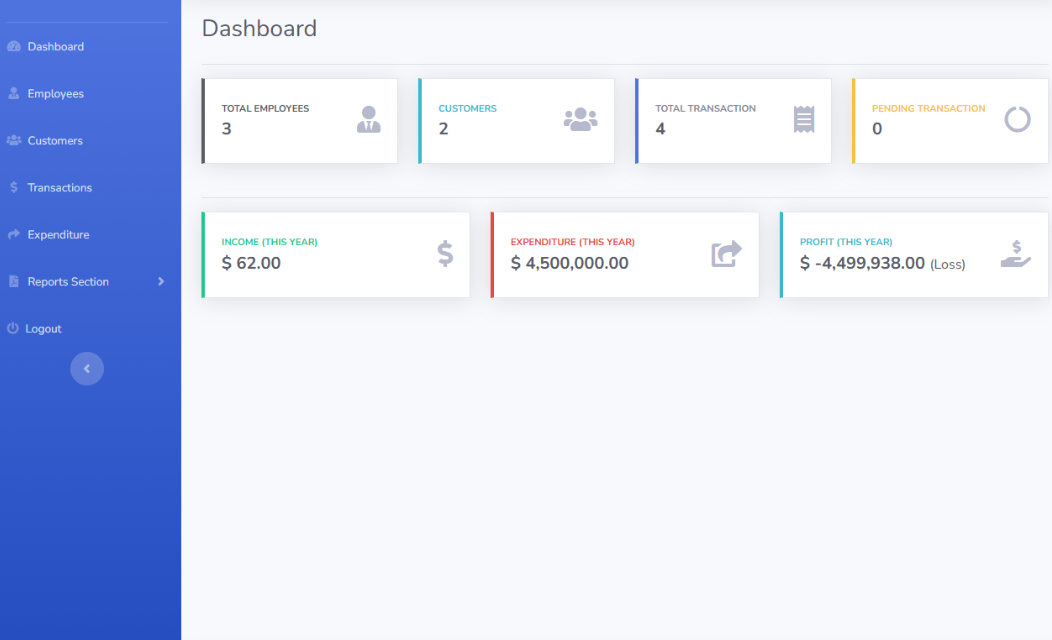 Dashboard
Employees
Customers
Transactions
Expenditure
Reports Section
Logout
Dashboard
TOTAL EMPLOYEES
3
CUSTOMERS
2
TOTAL TRANSACTION
4
PENDING TRANSACTION
0
INCOME (THIS YEAR)
$ 62.00
EXPENDITURE (THIS YEAR)
$ 4,500,000.00
PROFIT (THIS YEAR)
$ -4,499,938.00 (Loss)